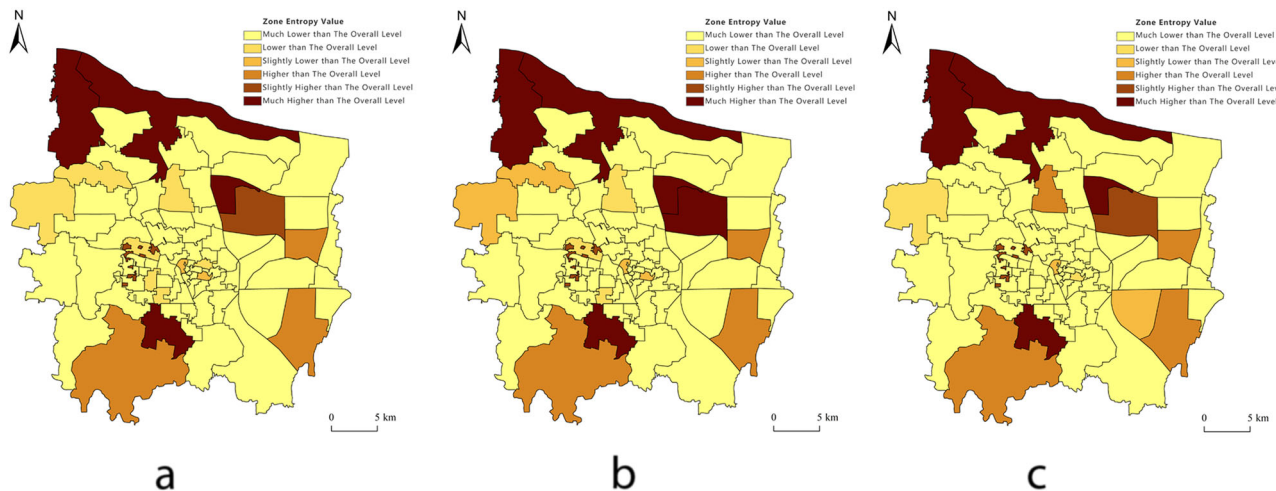 N
Zone Entropy Value
Much Lower than The Overall Level
Lower than The Overall Level
Slightly Lower than The Overall Level
Higher than The Overall Level
Slightly Higher than The Overall Level
Much Higher than The Overall Level
0 5 km
a
N
Zone Entropy Value
Much Lower than The Overall Level
Lower than The Overall Level
Slightly Lower than The Overall Level
Higher than The Overall Level
Slightly Higher than The Overall Level
Much Higher than The Overall Level
0 5 km
b
N
Zone Entropy Value
Much Lower than The Overall Level
Lower than The Overall Level
Slightly Lower than The Overall Level
Higher than The Overall Level
Slightly Higher than The Overall Level
Much Higher than The Overall Level
0 5 km
c